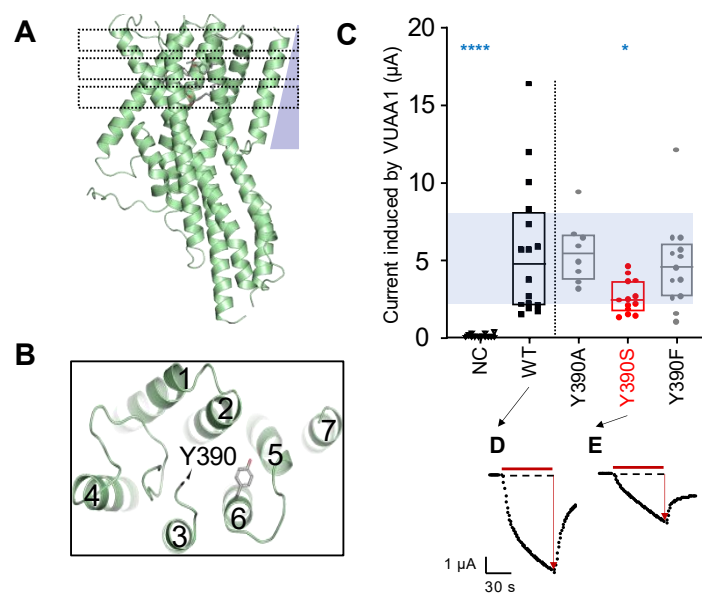 A
B
1
2
7
Y390
5
4
6
3
C
Current induced by VUAA1 (µA)
20
15
10
5
0
****
*
NC
WT
Y390A
Y390S
Y390F
D
E
1 µA
30 s